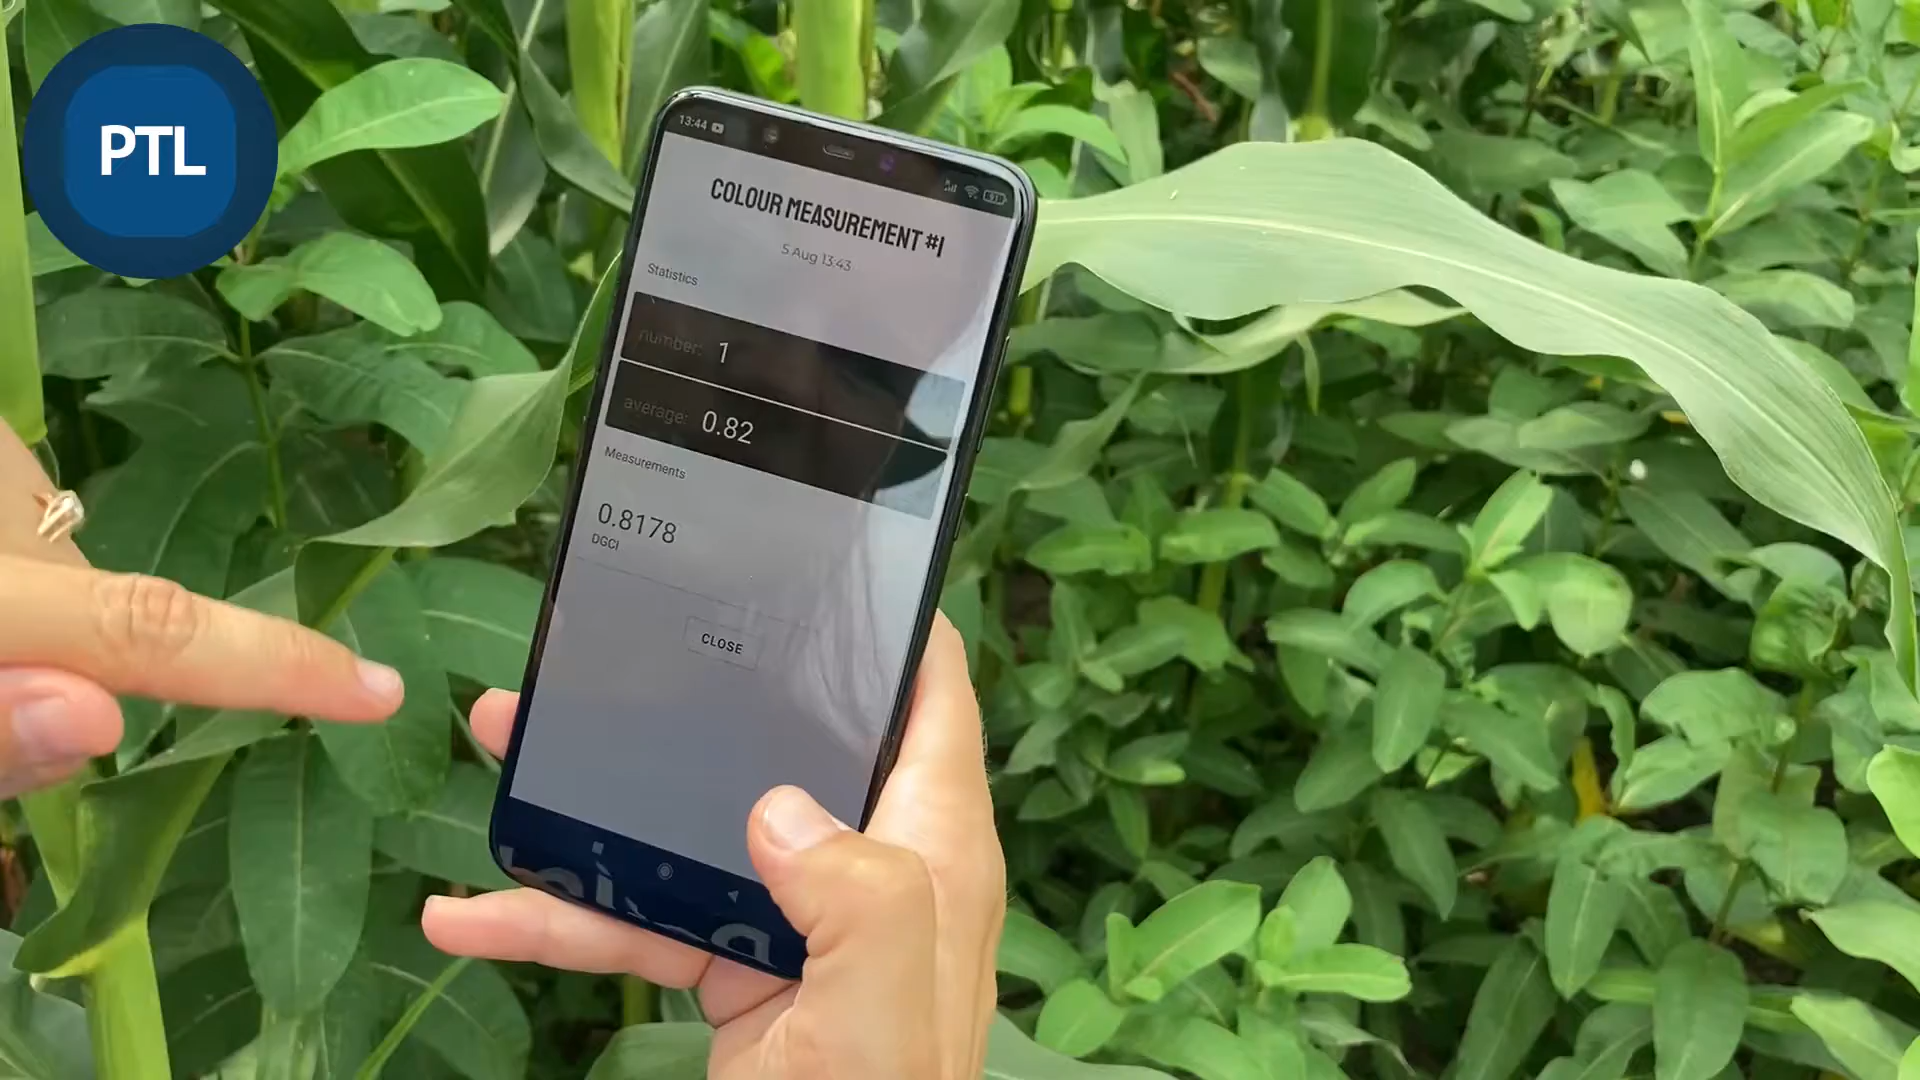 PTL
13:44
COLOUR MEASUREMENT #1
5 Aug 13:43
Statistics
number: 1
average: 0.82
Measurements
0.8178
DGCI
CLOSE